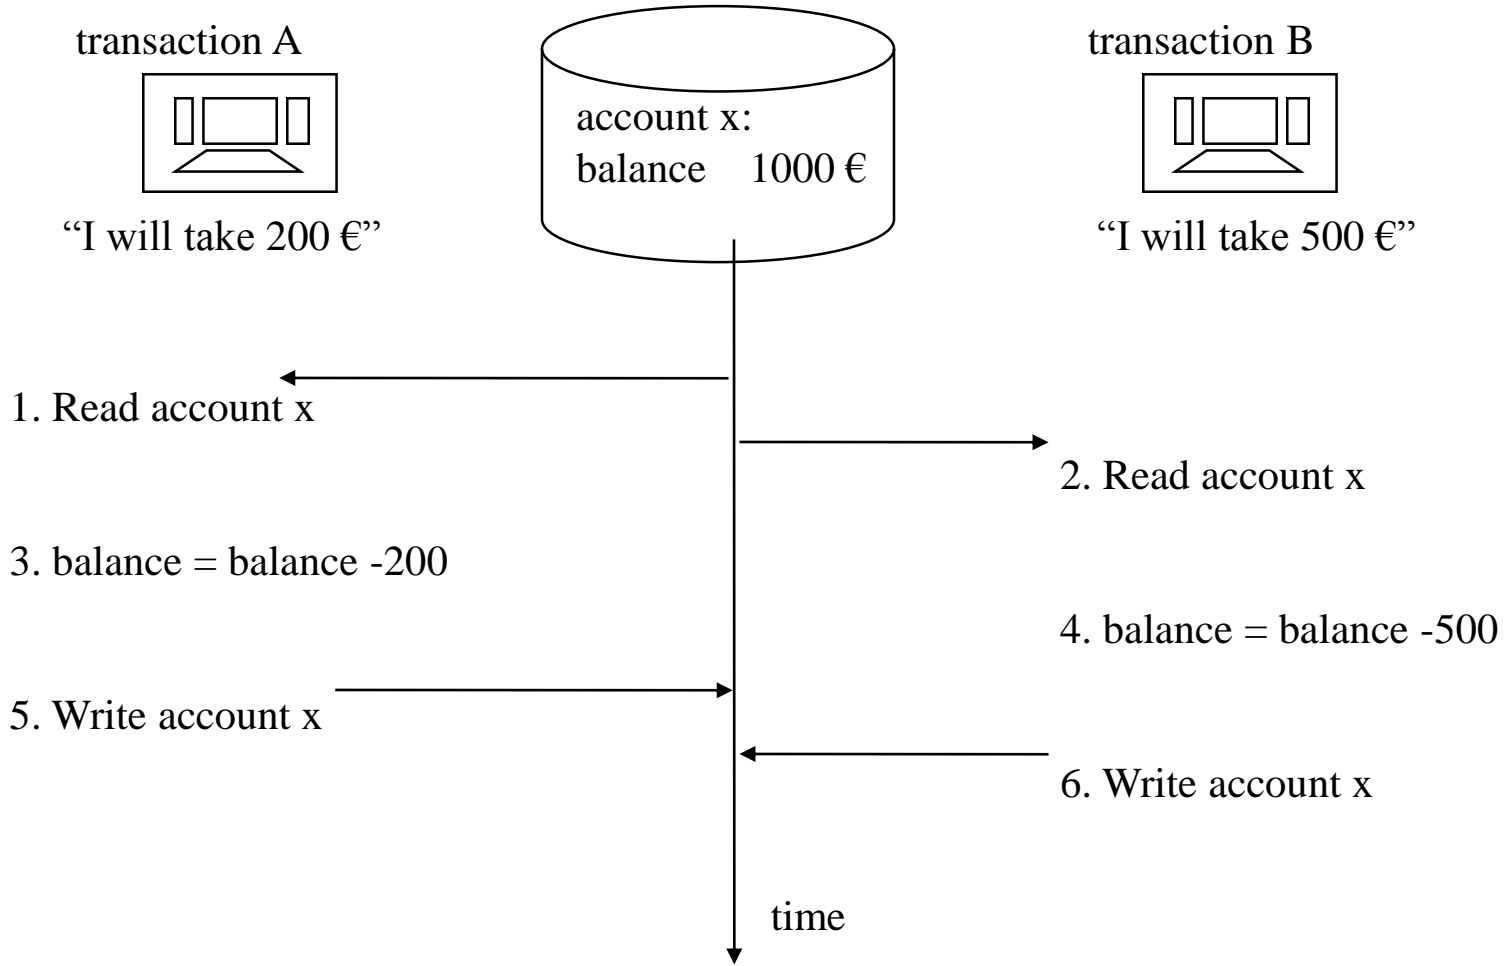 transaction A
transaction B
account x:
balance 1000 €
“I will take 200 €”
“I will take 500 €”
1. Read account x
2. Read account x
3. balance = balance -200
4. balance = balance -500
5. Write account x
6. Write account x
time